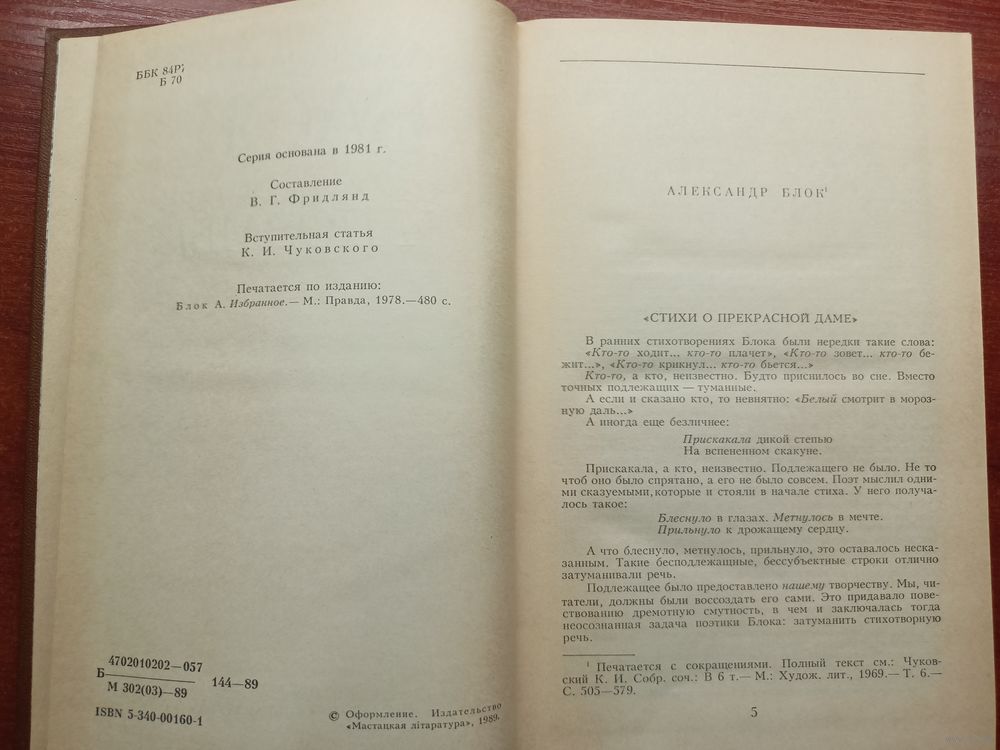 ББК 84Р7
Б 70
Серия основана в 1981 г.
Составление
В. Г. Фридлянд
Вступительная статья
К. И. Чуковского
Печатается по изданию:
Блок А. Избранное.— М.: Правда, 1978.—480 с.
4702010202—057
Б
М 302(03)—89
144—89
ISBN 5-340-00160-1
© Оформление. Издательство
«Мастацкая літаратура», 1989.
АЛЕКСАНДР БЛОК¹
«СТИХИ О ПРЕКРАСНОЙ ДАМЕ»
В ранних стихотворениях Блока были нередки такие слова:
«Кто-то ходит... кто-то плачет», «Кто-то зовет... кто-то бе-
жит...», «Кто-то крикнул... кто-то бьется...»
Кто-то, а кто, неизвестно. Будто приснилось во сне. Вместо
точных подлежащих — туманные.
А если и сказано кто, то невнятно: «Белый смотрит в мороз-
ную даль...»
А иногда еще безличнее:
Прискакала дикой степью
На вспененном скакуне.
Прискакала, а кто, неизвестно. Подлежащего не было. Не то
чтоб оно было спрятано, а его не было совсем. Поэт мыслил одни-
ми сказуемыми, которые и стояли в начале стиха. У него получа-
лось такое:
Блеснуло в глазах. Метнулось в мечте.
Прильнуло к дрожащему сердцу.
А что блеснуло, метнулось, прильнуло, это оставалось неска-
занным. Такие бесподлежащные, бессубъектные строки отлично
затуманивали речь.
Подлежащее было предоставлено нашему творчеству. Мы, чи-
татели, должны были воссоздать его сами. Это придавало пове-
ствованию дремотную смутность, в чем и заключалась тогда
неосознанная задача поэтики Блока: затуманить стихотворную
речь.
¹ Печатается с сокращениями. Полный текст см.: Чуков-
ский К. И. Собр. соч.: В 6 т.— М.: Худож. лит., 1969.— Т. 6.—
С. 505—579.
5